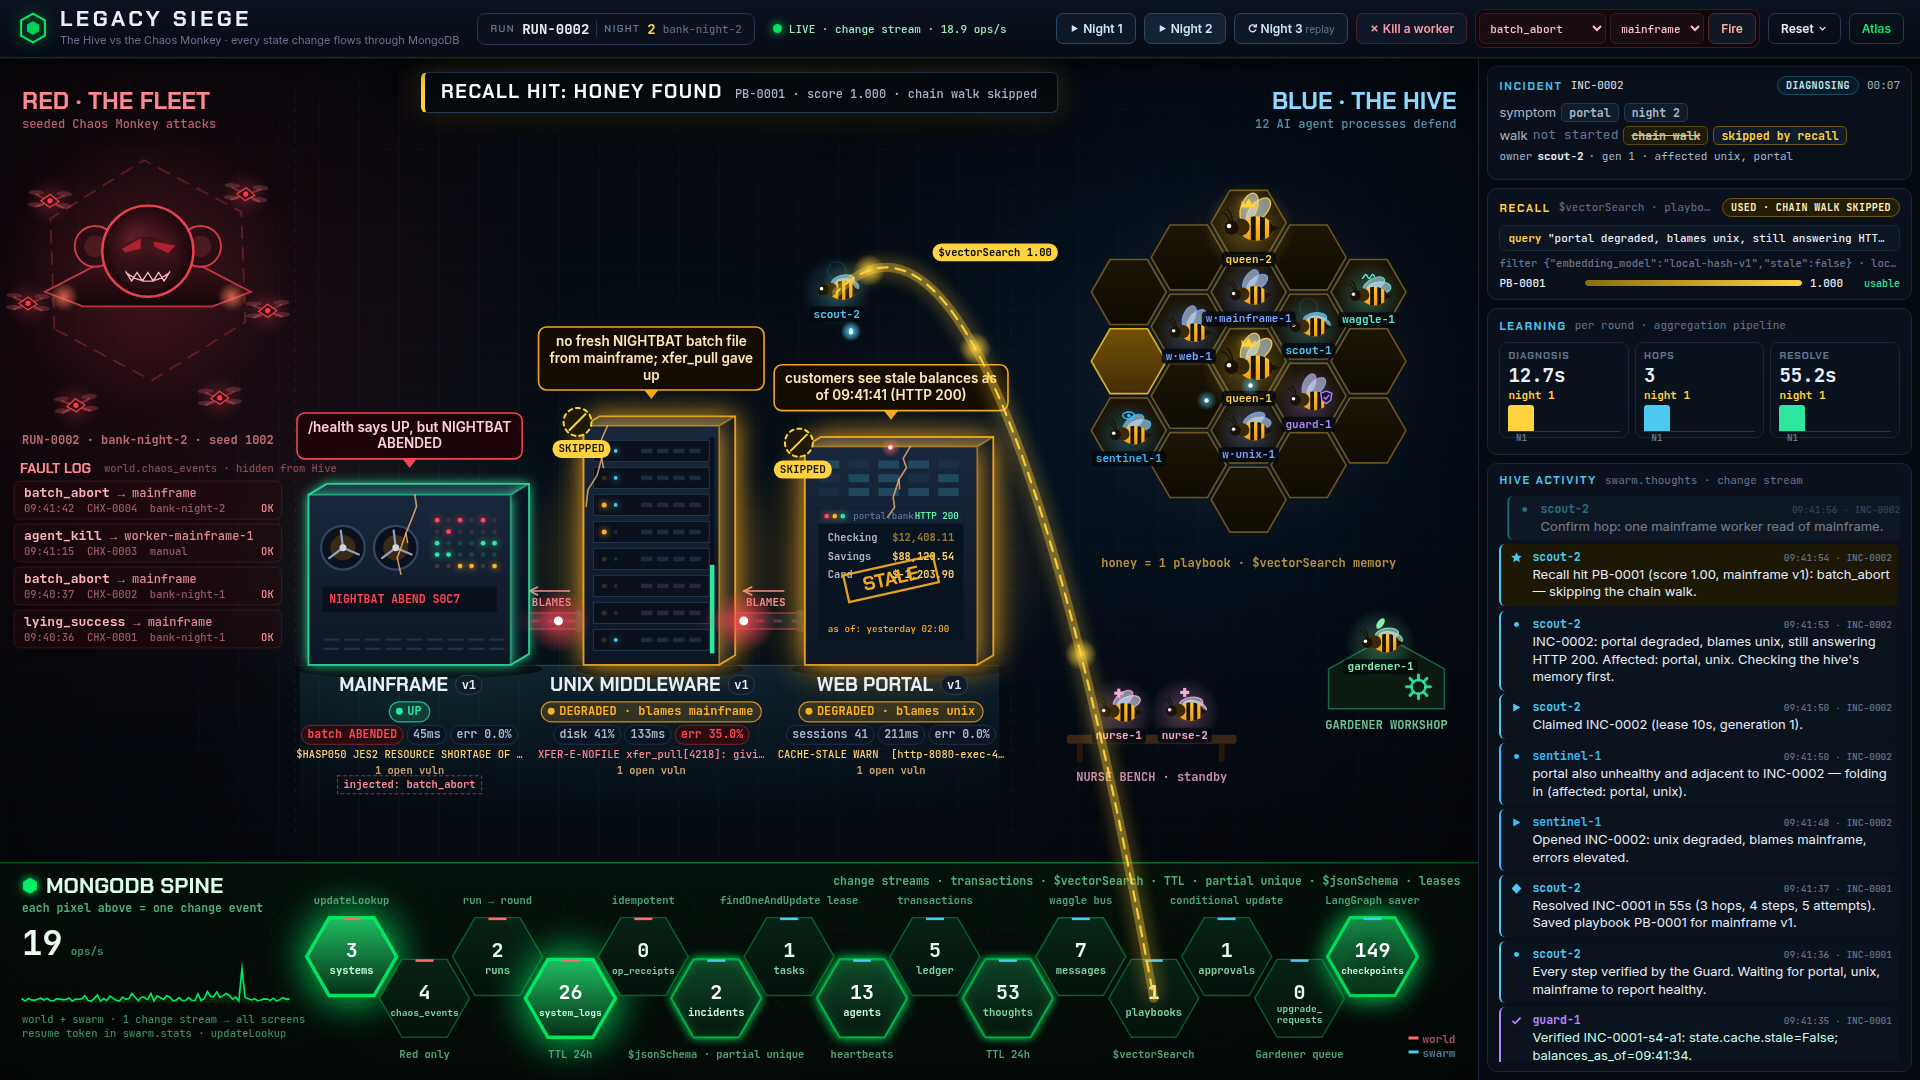 LEGACY SIEGE
The Hive vs the Chaos Monkey · every state change flows through MongoDB
RUN RUN-0002 NIGHT 2 bank-night-2
LIVE · change stream · 18.9 ops/s
Night 1
Night 2
Night 3 replay
× Kill a worker
batch_abort
mainframe
Fire
Reset
Atlas
RED · THE FLEET
seeded Chaos Monkey attacks
RECALL HIT: HONEY FOUND PB-0001 · score 1.000 · chain walk skipped
BLUE · THE HIVE
12 AI agent processes defend
RUN-0002 · bank-night-2 · seed 1002
FAULT LOG world.chaos_events · hidden from Hive
batch_abort → mainframe
09:41:42 CHX-0004 bank-night-2 OK
agent_kill → worker-mainframe-1
09:41:15 CHX-0003 manual OK
batch_abort → mainframe
09:40:37 CHX-0002 bank-night-1 OK
lying_success → mainframe
09:40:36 CHX-0001 bank-night-1 OK
/health says UP, but NIGHTBAT
ABENDED
no fresh NIGHTBAT batch file
from mainframe; xfer_pull gave
up
customers see stale balances as
of 09:41:41 (HTTP 200)
SKIPPED
SKIPPED
$vectorSearch 1.00
scout-2
NIGHTBAT ABEND S0C7
BLAMES
BLAMES
HTTP 200
Checking $12,408.11
Savings
Card
STALE
as of: yesterday 02:00
MAINFRAME v1
UP
batch ABENDED 45ms err 0.0%
$HASP050 JES2 RESOURCE SHORTAGE OF …
1 open vuln
injected: batch_abort
UNIX MIDDLEWARE v1
DEGRADED · blames mainframe
disk 41% 133ms err 35.0%
XFER-E-NOFILE xfer_pull[4218]: givi…
1 open vuln
WEB PORTAL v1
DEGRADED · blames unix
sessions 41 211ms err 0.0%
CACHE-STALE WARN [http-8080-exec-4…
1 open vuln
queen-2
w·mainframe-1
waggle-1
w·web-1
scout-1
queen-1
guard-1
sentinel-1
w·unix-1
honey = 1 playbook · $vectorSearch memory
gardener-1
GARDENER WORKSHOP
nurse-1
nurse-2
NURSE BENCH · standby
INCIDENT INC-0002 DIAGNOSING 00:07
symptom portal night 2
walk not started chain walk skipped by recall
owner scout-2 · gen 1 · affected unix, portal
RECALL $vectorSearch · playbo… USED · CHAIN WALK SKIPPED
query "portal degraded, blames unix, still answering HTT…
filter {"embedding_model":"local-hash-v1","stale":false} · loc…
PB-0001 1.000 usable
LEARNING per round · aggregation pipeline
DIAGNOSIS
12.7s
night 1
N1
HOPS
3
night 1
N1
RESOLVE
55.2s
night 1
N1
HIVE ACTIVITY swarm.thoughts · change stream
scout-2 09:41:56 · INC-0002
Confirm hop: one mainframe worker read of mainframe.
scout-2 09:41:54 · INC-0002
Recall hit PB-0001 (score 1.00, mainframe v1): batch_abort
— skipping the chain walk.
scout-2 09:41:53 · INC-0002
INC-0002: portal degraded, blames unix, still answering
HTTP 200. Affected: portal, unix. Checking the hive's
memory first.
scout-2 09:41:50 · INC-0002
Claimed INC-0002 (lease 10s, generation 1).
sentinel-1 09:41:50 · INC-0002
portal also unhealthy and adjacent to INC-0002 — folding
in (affected: portal, unix).
sentinel-1 09:41:48 · INC-0002
Opened INC-0002: unix degraded, blames mainframe,
errors elevated.
scout-2 09:41:37 · INC-0001
Resolved INC-0001 in 55s (3 hops, 4 steps, 5 attempts).
Saved playbook PB-0001 for mainframe v1.
scout-2 09:41:36 · INC-0001
Every step verified by the Guard. Waiting for portal, unix,
mainframe to report healthy.
guard-1 09:41:35 · INC-0001
Verified INC-0001-s4-a1: state.cache.stale=False;
balances_as_of=09:41:34.
MONGODB SPINE
each pixel above = one change event
19 ops/s
world + swarm · 1 change stream → all screens
resume token in swarm.stats · updateLookup
change streams · transactions · $vectorSearch · TTL · partial unique · $jsonSchema · leases
updateLookup
run → round
idempotent
findOneAndUpdate lease
transactions
waggle bus
conditional update
LangGraph saver
3 systems
4 chaos_events
2 runs
26 system_logs
0 op_receipts
2 incidents
1 tasks
13 agents
5 ledger
53 thoughts
7 messages
1 playbooks
1 approvals
0 upgrade_
requests
149 checkpoints
Red only
TTL 24h
$jsonSchema · partial unique
heartbeats
TTL 24h
$vectorSearch
Gardener queue
world
swarm